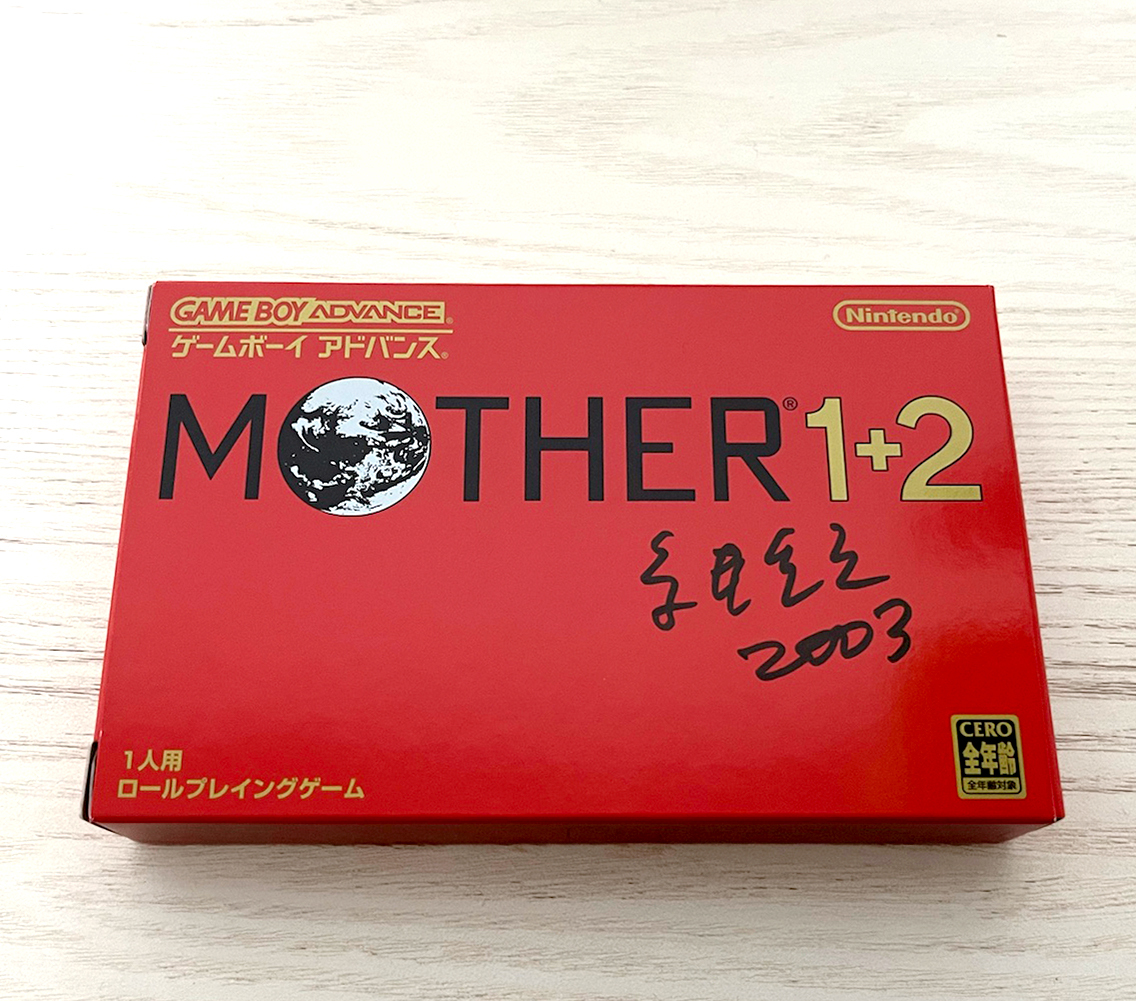 GAME BOY ADVANCE®
ゲームボーイ アドバンス®
Nintendo®
MOTHER® 1+2
2003
1人用
ロールプレイングゲーム
CERO
全年齢
全年齢対象